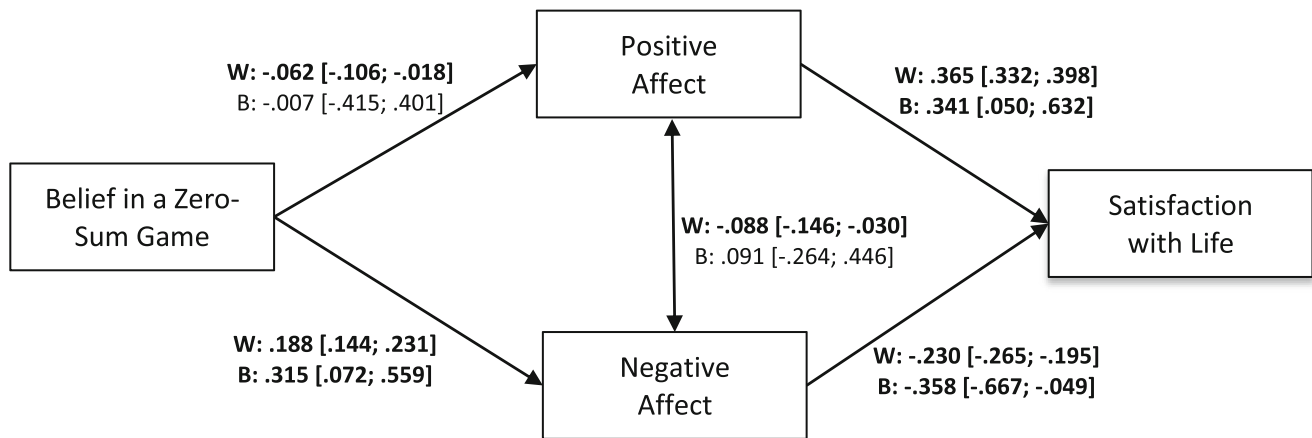 Positive
Affect
W: -.062 [-.106; -.018]
B: -.007 [-.415; .401]
W: .365 [.332; .398]
B: .341 [.050; .632]
Belief in a Zero-
Sum Game
W: -.088 [-.146; -.030]
B: .091 [-.264; .446]
Satisfaction
with Life
W: .188 [.144; .231]
B: .315 [.072; .559]
Negative
Affect
W: -.230 [-.265; -.195]
B: -.358 [-.667; -.049]